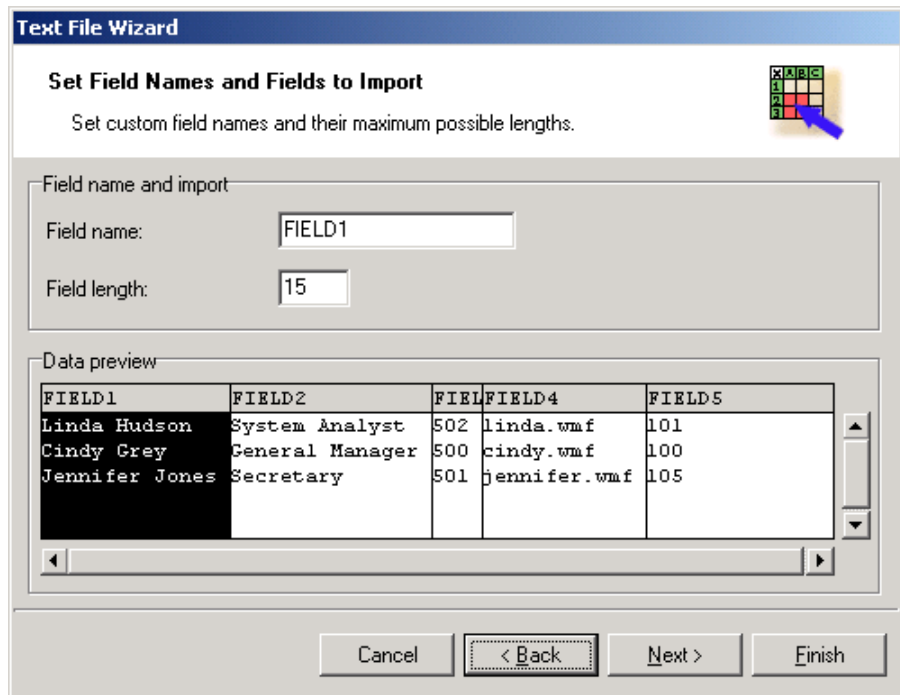 Text File Wizard
Set Field Names and Fields to Import
X A B C
1
2
3
Set custom field names and their maximum possible lengths.
Field name and import
Field name: FIELD1
Field length: 15
Data preview
FIELD1 FIELD2 FIEL FIELD4 FIELD5
Linda Hudson System Analyst 502 linda.wmf 101
Cindy Grey General Manager 500 cindy.wmf 100
Jennifer Jones Secretary 501 jennifer.wmf 105
Cancel < Back Next > Finish